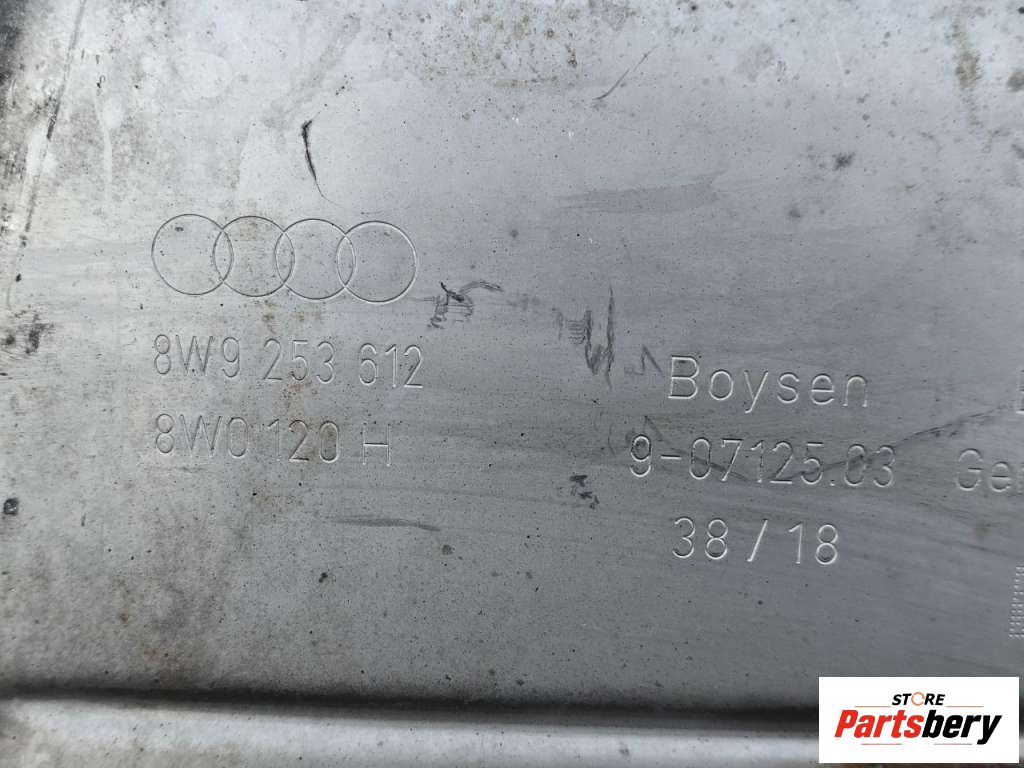 8W9 253 612
8W0 120 H
Boysen
9-07125.03
38 / 18
STORE
Partsbery